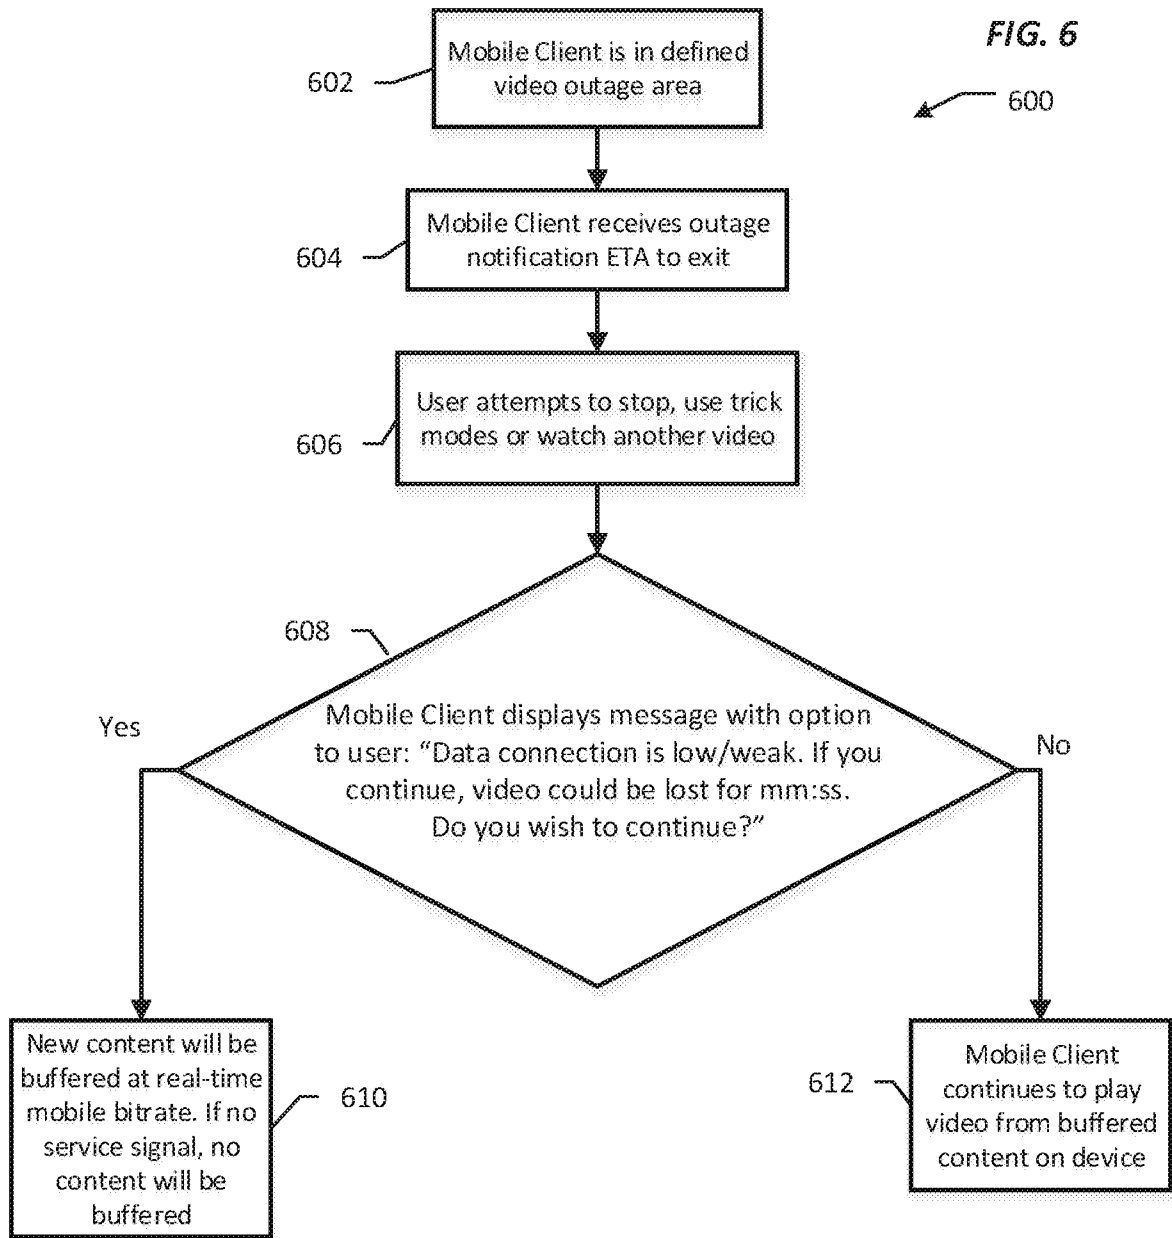 FIG. 6
600
602
Mobile Client is in defined
video outage area
604
Mobile Client receives outage
notification ETA to exit
606
User attempts to stop, use trick
modes or watch another video
608
Mobile Client displays message with option
to user: “Data connection is low/weak. If you
continue, video could be lost for mm:ss.
Do you wish to continue?”
Yes
No
New content will be
buffered at real-time
mobile bitrate. If no
service signal, no
content will be
buffered
610
612
Mobile Client
continues to play
video from buffered
content on device